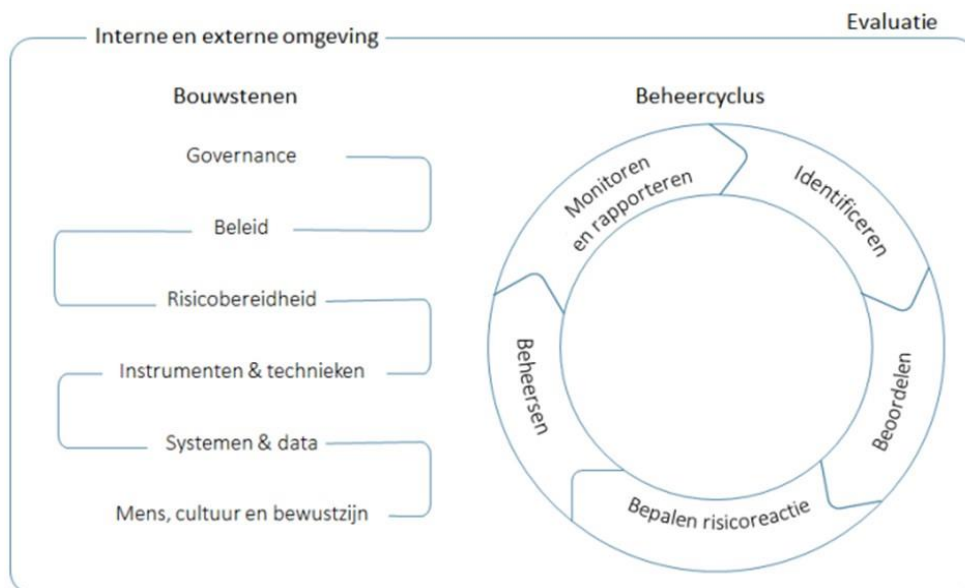 Evaluatie
Interne en externe omgeving
Bouwstenen
Governance
Beleid
Risicobereidheid
Instrumenten & technieken
Systemen & data
Mens, cultuur en bewustzijn
Beheercyclus
Identificeren
Beoordelen
Bepalen risicoreactie
Beheersen
Monitoren
en rapporteren